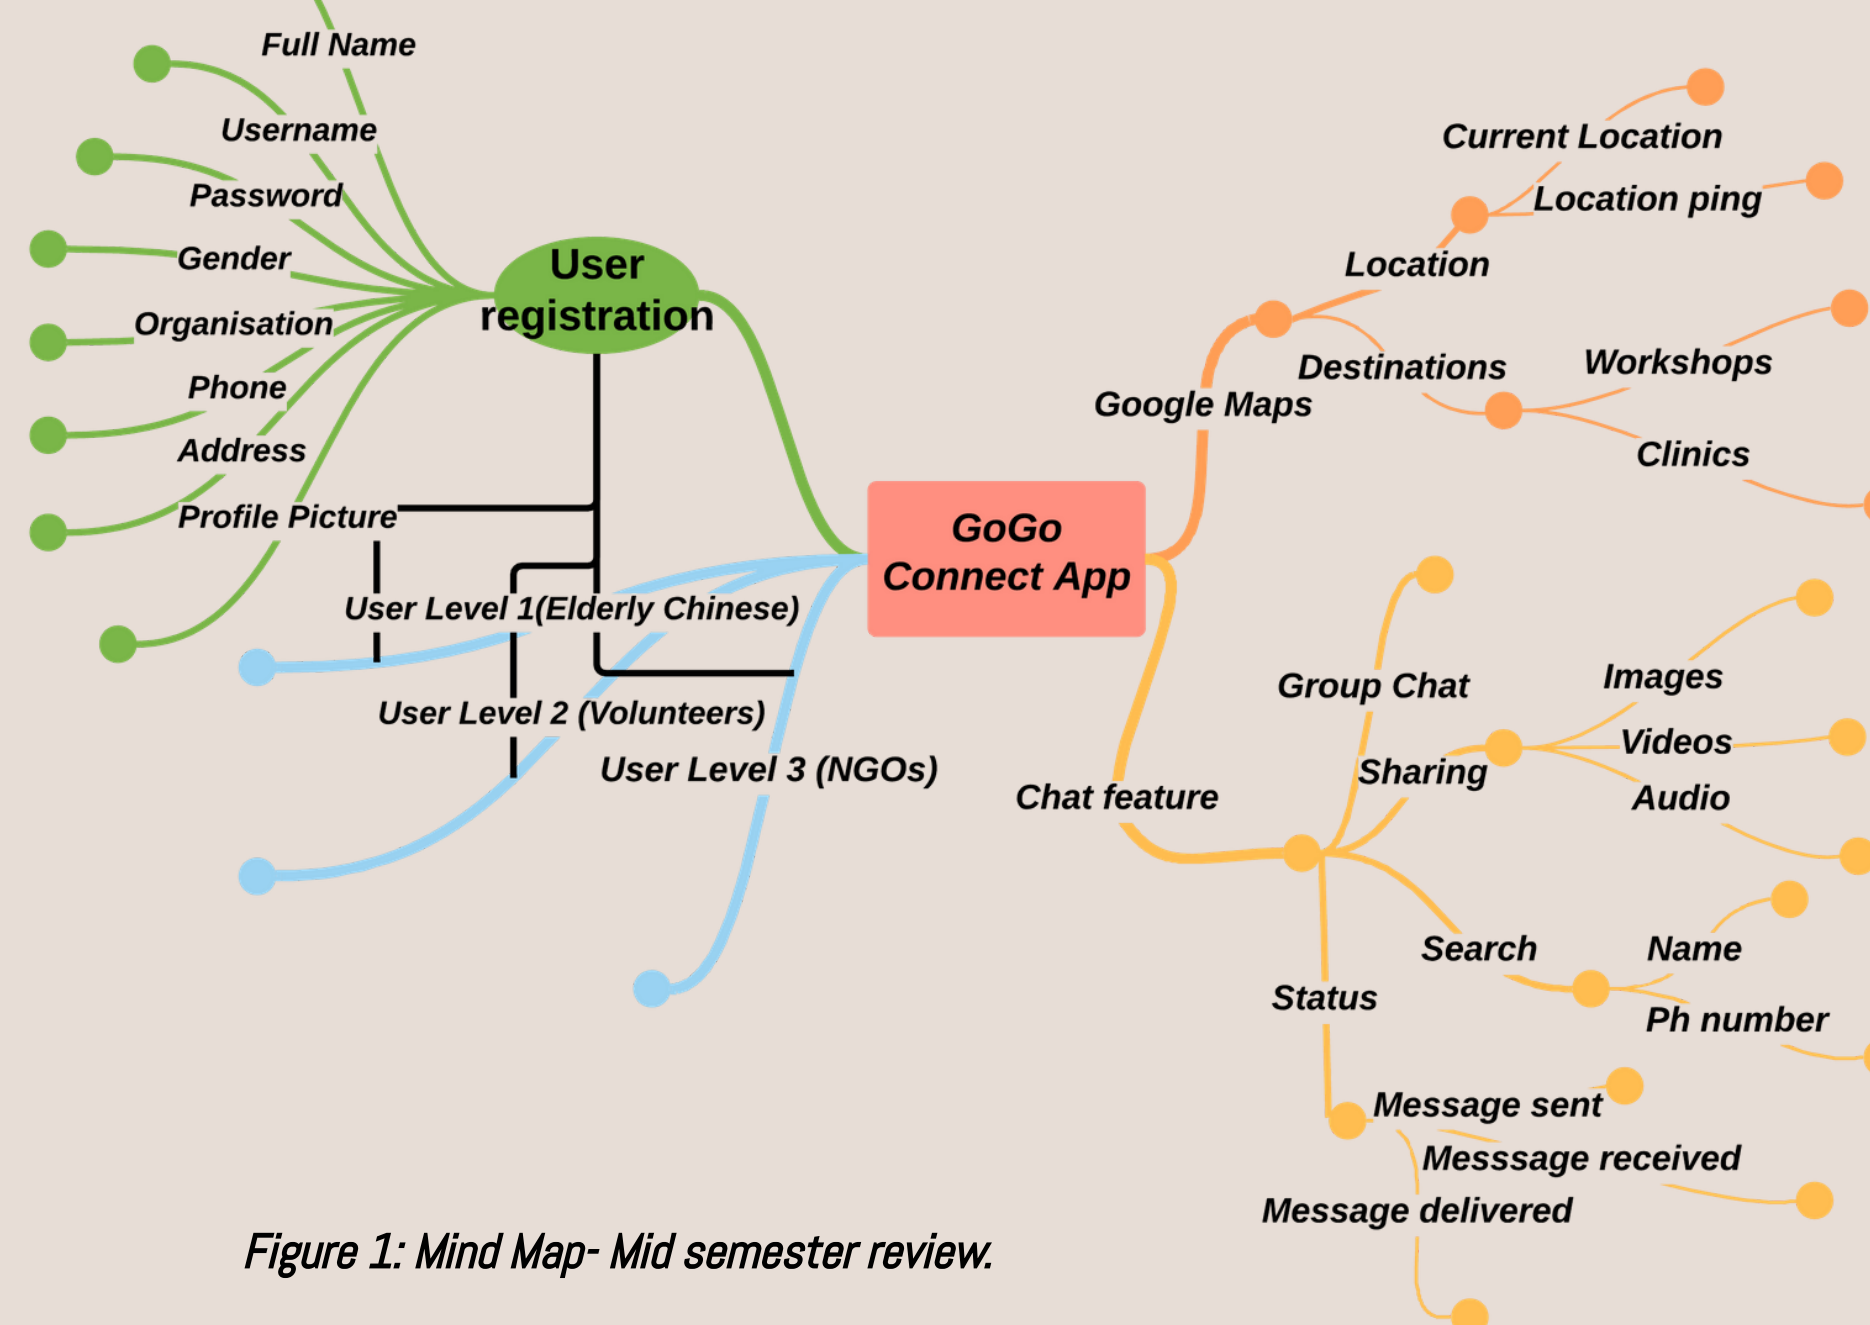 Full Name
Username
Password
Gender
Organisation
Phone
Address
Profile Picture
User
registration
User Level 1(Elderly Chinese)
User Level 2 (Volunteers)
User Level 3 (NGOs)
GoGo
Connect App
Google Maps
Location
Current Location
Location ping
Destinations
Workshops
Clinics
Chat feature
Group Chat
Sharing
Images
Videos
Audio
Search
Name
Ph number
Status
Message sent
Messsage received
Message delivered
Figure 1: Mind Map- Mid semester review.